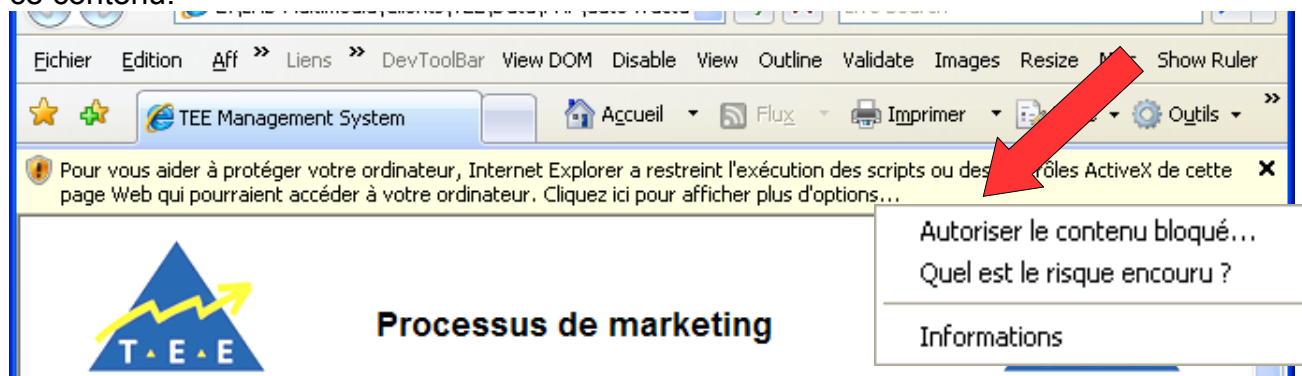 ce contenu.
Fichier Edition Aff » Liens » DevToolBar View DOM Disable View Outline Validate Images Resize Show Ruler
TEE Management System Accueil Flux Imprimer Outils »
Pour vous aider à protéger votre ordinateur, Internet Explorer a restreint l'exécution des scripts ou des ActiveX de cette
page Web qui pourraient accéder à votre ordinateur. Cliquez ici pour afficher plus d'options...
Autoriser le contenu bloqué...
Quel est le risque encouru ?
Processus de marketing
Informations
T E E